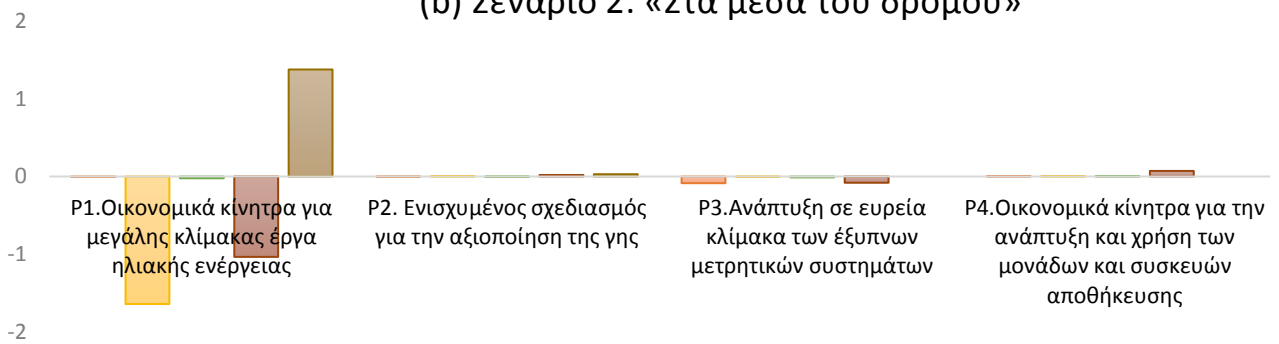 (b) Σενάριο 2: «Στα μέσα του δρόμου»
2
1
0
-1
-2
P1.Οικονομικά κίνητρα για
μεγάλης κλίμακας έργα
ηλιακής ενέργειας
P2. Ενισχυμένος σχεδιασμός
για την αξιοποίηση της γης
P3.Ανάπτυξη σε ευρεία
κλίμακα των έξυπνων
μετρητικών συστημάτων
P4.Οικονομικά κίνητρα για την
ανάπτυξη και χρήση των
μονάδων και συσκευών
αποθήκευσης